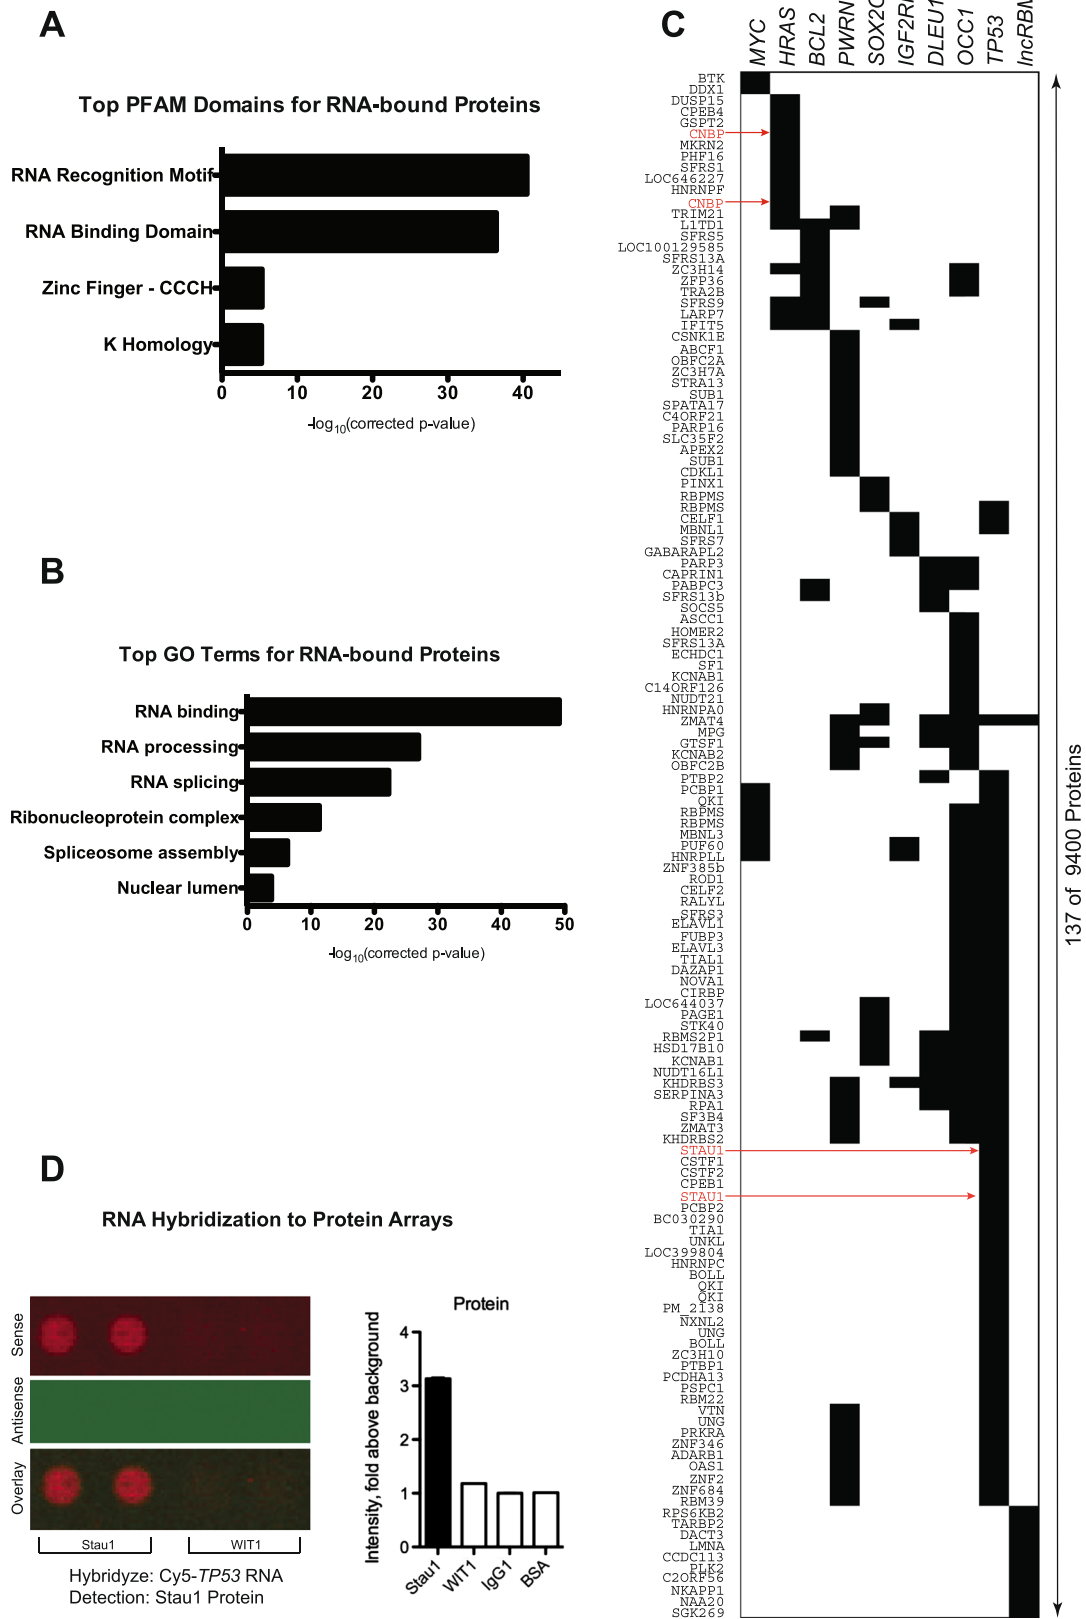 A
Top PFAM Domains for RNA-bound Proteins
RNA Recognition Motif
RNA Binding Domain
Zinc Finger - CCCH
K Homology
0 10 20 30 40
-log10(corrected p-value)
B
Top GO Terms for RNA-bound Proteins
RNA binding
RNA processing
RNA splicing
Ribonucleoprotein complex
Spliceosome assembly
Nuclear lumen
0 10 20 30 40 50
-log10(corrected p-value)
C
MYC
HRAS
BCL2
PWRN
DLEU1
OCC1
TP53
BTK
DDX1
DUSP15
CPEB4
GSPT2
CNBP
MKRN2
PHF16
SFRS1
LOC646227
HNRNPF
CNBP
TRIM21
L1TD1
SFRS5
LOC100129585
SFRS13A
ZC3H14
ZFP36
TRA2B
SFRS9
LARP7
IFIT5
CSNK1E
ABCF1
OBFC2A
ZC3H7A
STRA13
SUB1
SPATA17
C4ORF21
PARP16
SLC35F2
APEX2
SUB1
CDKL1
PINX1
RBPMS
RBPMS
CELF1
MBNL1
SFRS7
GABARAPL2
PARP3
CAPRIN1
PABPC3
SFRS13b
SOCS5
ASCC1
HOMER2
SFRS13A
ECHDC1
SF1
KCNAB1
C14ORF126
NUDT21
HNRNPA0
ZMAT4
MPG
GTSF1
KCNAB2
OBFC2B
PTBP2
PCBP1
QKI
RBPMS
RBPMS
MBNL3
PUF60
HNRPLL
ZNF385b
ROD1
CELF2
RALYL
SFRS3
ELAVL1
FUBP3
ELAVL3
TIAL1
DAZAP1
NOVA1
CIRBP
LOC644037
PAGE1
STK40
RBMS2P1
HSD17B10
KCNAB1
NUDT16L1
KHDRBS3
SERPINA3
RPA1
SF3B4
ZMAT3
KHDRBS2
STAU1
CSTF1
CSTF2
CPEB1
STAU1
PCBP2
BC030290
TIA1
UNKL
LOC399804
HNRNPC
BOLL
QKI
QKI
PM_2138
NXNL2
UNG
BOLL
ZC3H10
PTBP1
PCDHA13
PSPC1
RBM22
VTN
UNG
PRKRA
ZNF346
ADARB1
OAS1
ZNF2
ZNF684
RBM39
RPS6KB2
TARBP2
DACT3
LMNA
CCDC113
PLK2
C2ORF56
NKAPP1
NAA20
SGK269
137 of 9400 Proteins
D
RNA Hybridization to Protein Arrays
Sense
Antisense
Overlay
Stau1 WIT1
Hybridyze: Cy5-TP53 RNA
Detection: Stau1 Protein
Protein
Intensity, fold above background
4
3
2
1
0
Stau1 WIT1 IgG1 BSA